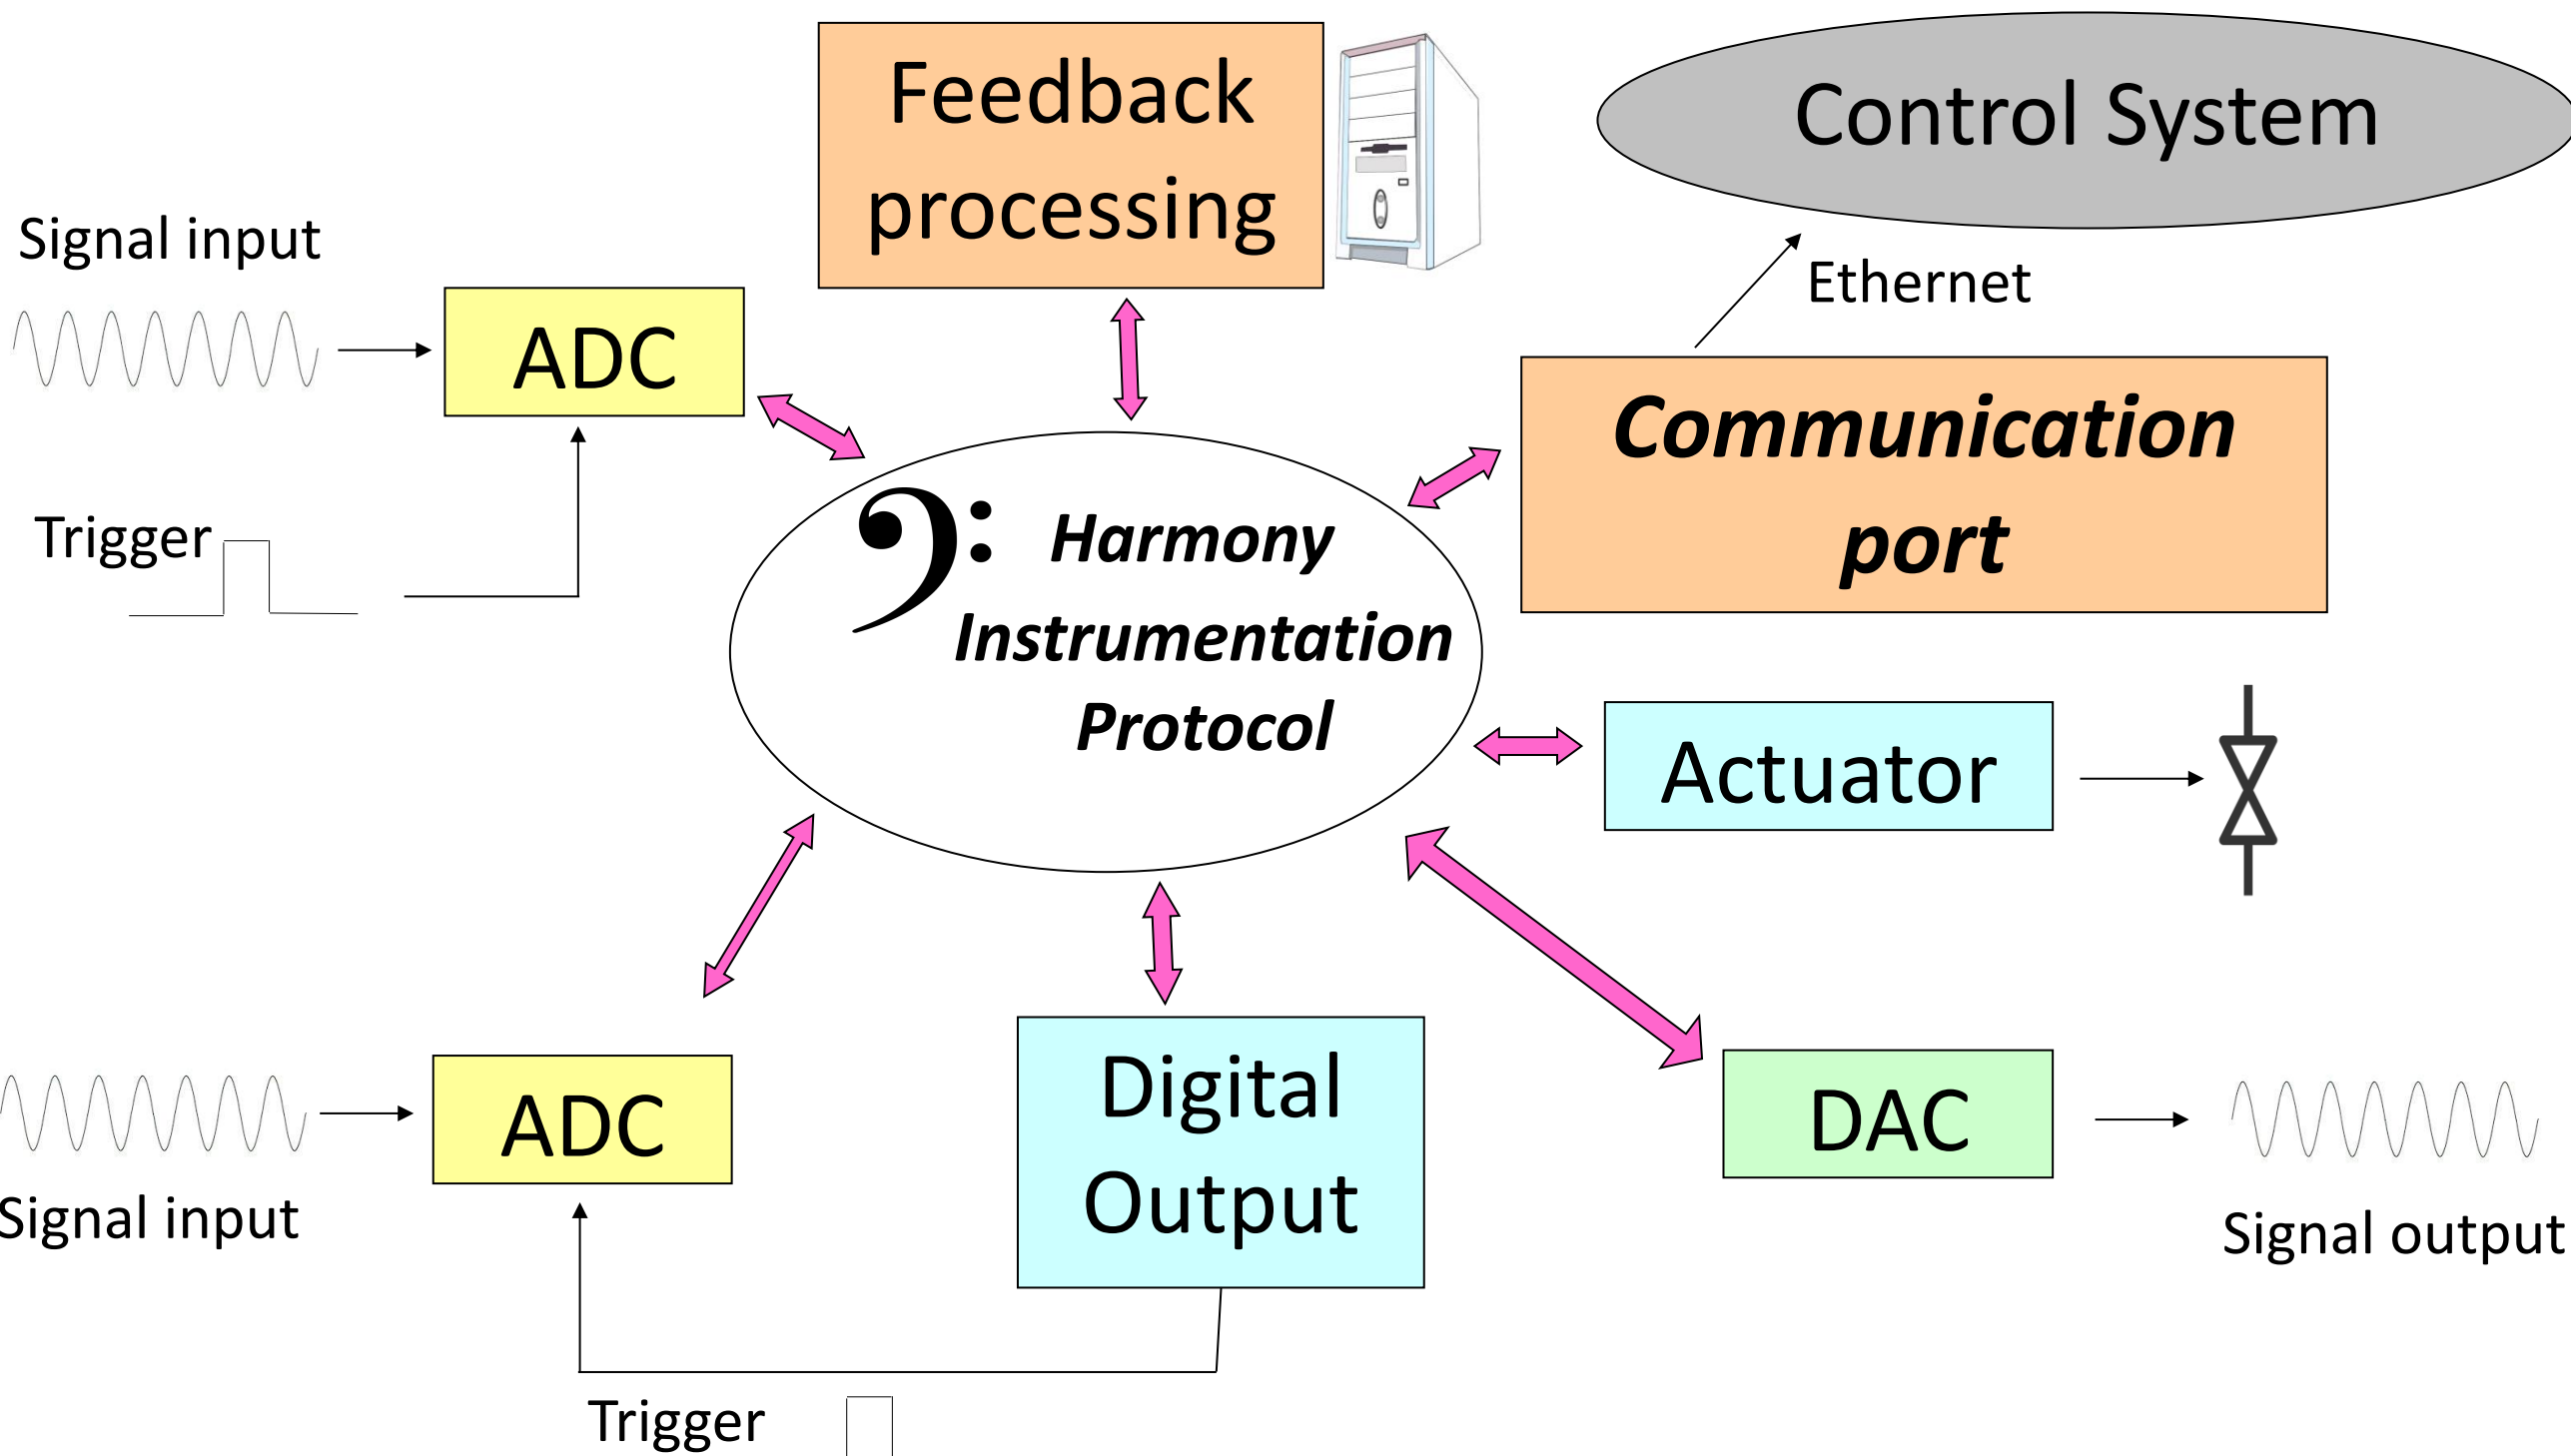 Feedback
processing
Control System
Signal input
ADC
Ethernet
Communication
port
Trigger
Harmony
Instrumentation
Protocol
Actuator
ADC
Signal input
Digital
Output
DAC
Signal output
Trigger